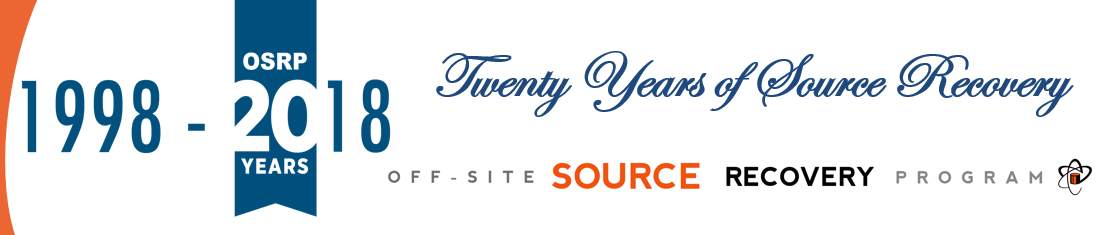 OSRP
1998 - 2018
YEARS
Twenty Years of Source Recovery
OFF-SITE SOURCE RECOVERY PROGRAM